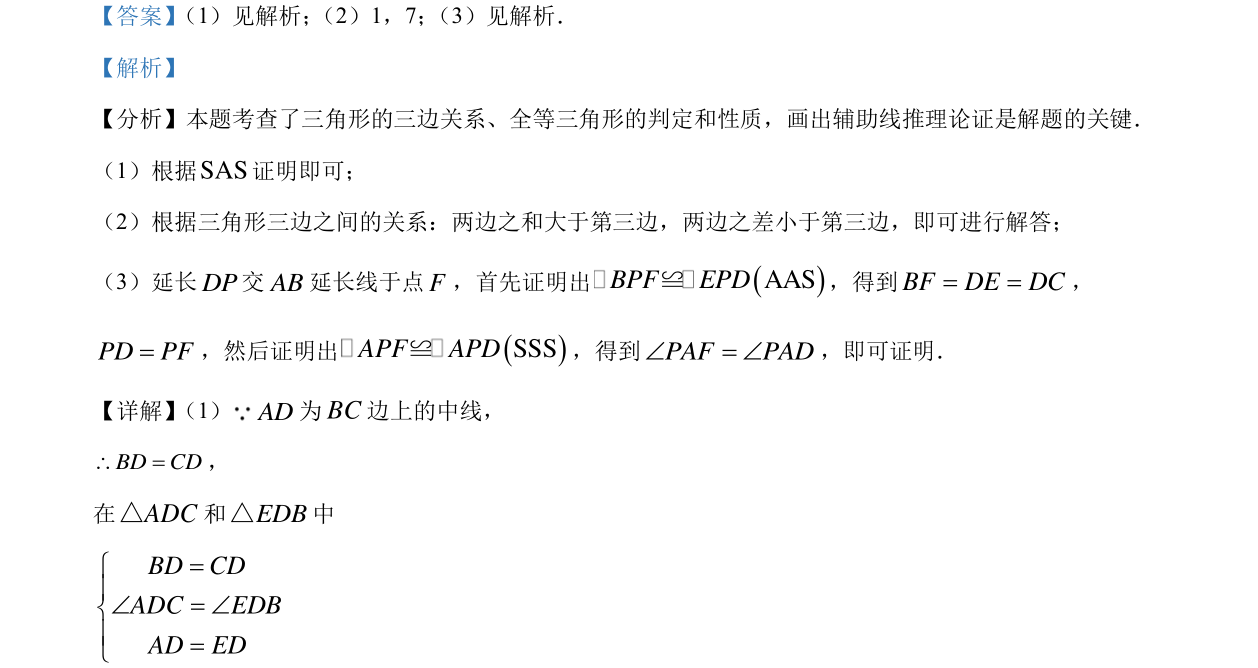 【答案】（1）见解析；（2）1，7；（3）见解析．
【解析】
【分析】本题考查了三角形的三边关系、全等三角形的判定和性质，画出辅助线推理论证是解题的关键．
（1）根据SAS证明即可；
（2）根据三角形三边之间的关系：两边之和大于第三边，两边之差小于第三边，即可进行解答；
（3）延长DP交AB延长线于点F，首先证明出□BPF≌□EPD(AAS)，得到BF=DE=DC，
PD=PF，然后证明出□APF≌□APD(SSS)，得到∠PAF=∠PAD，即可证明．
【详解】（1）∵AD为BC边上的中线，
∴BD=CD，
在△ADC和△EDB中
BD=CD
∠ADC=∠EDB
AD=ED